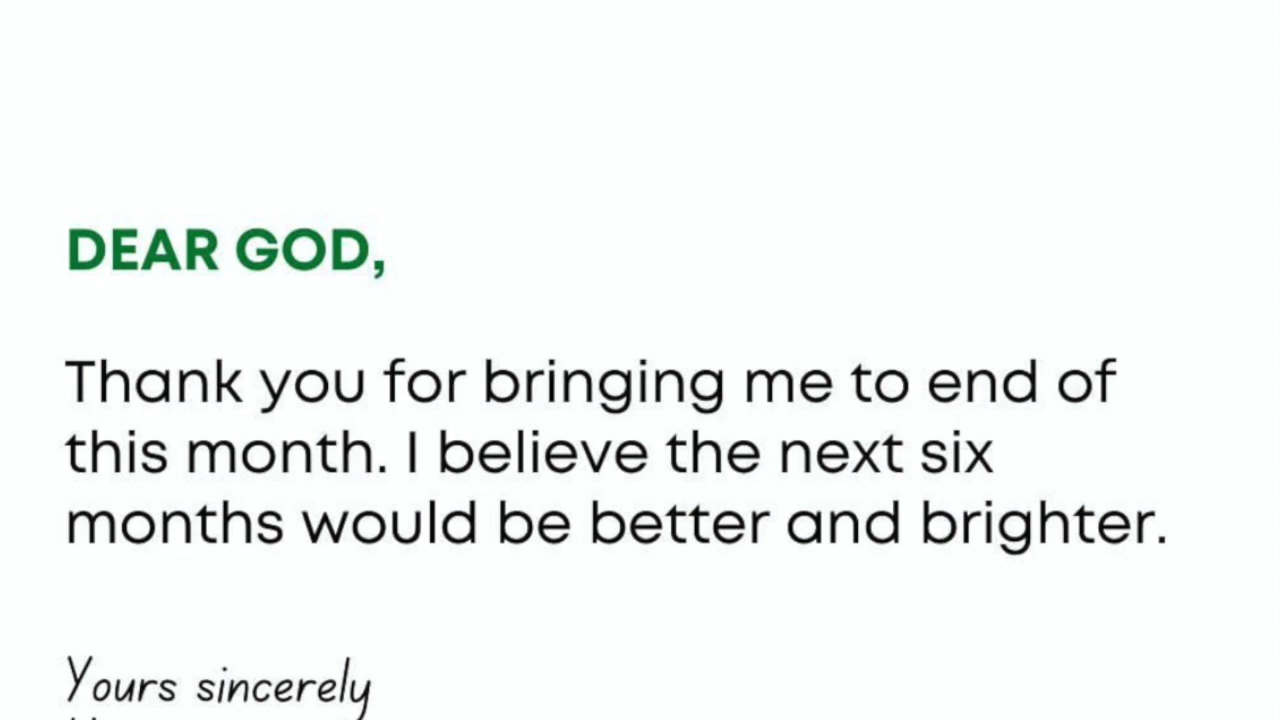 DEAR GOD,
Thank you for bringing me to end of
this month. I believe the next six
months would be better and brighter.
Yours sincerely